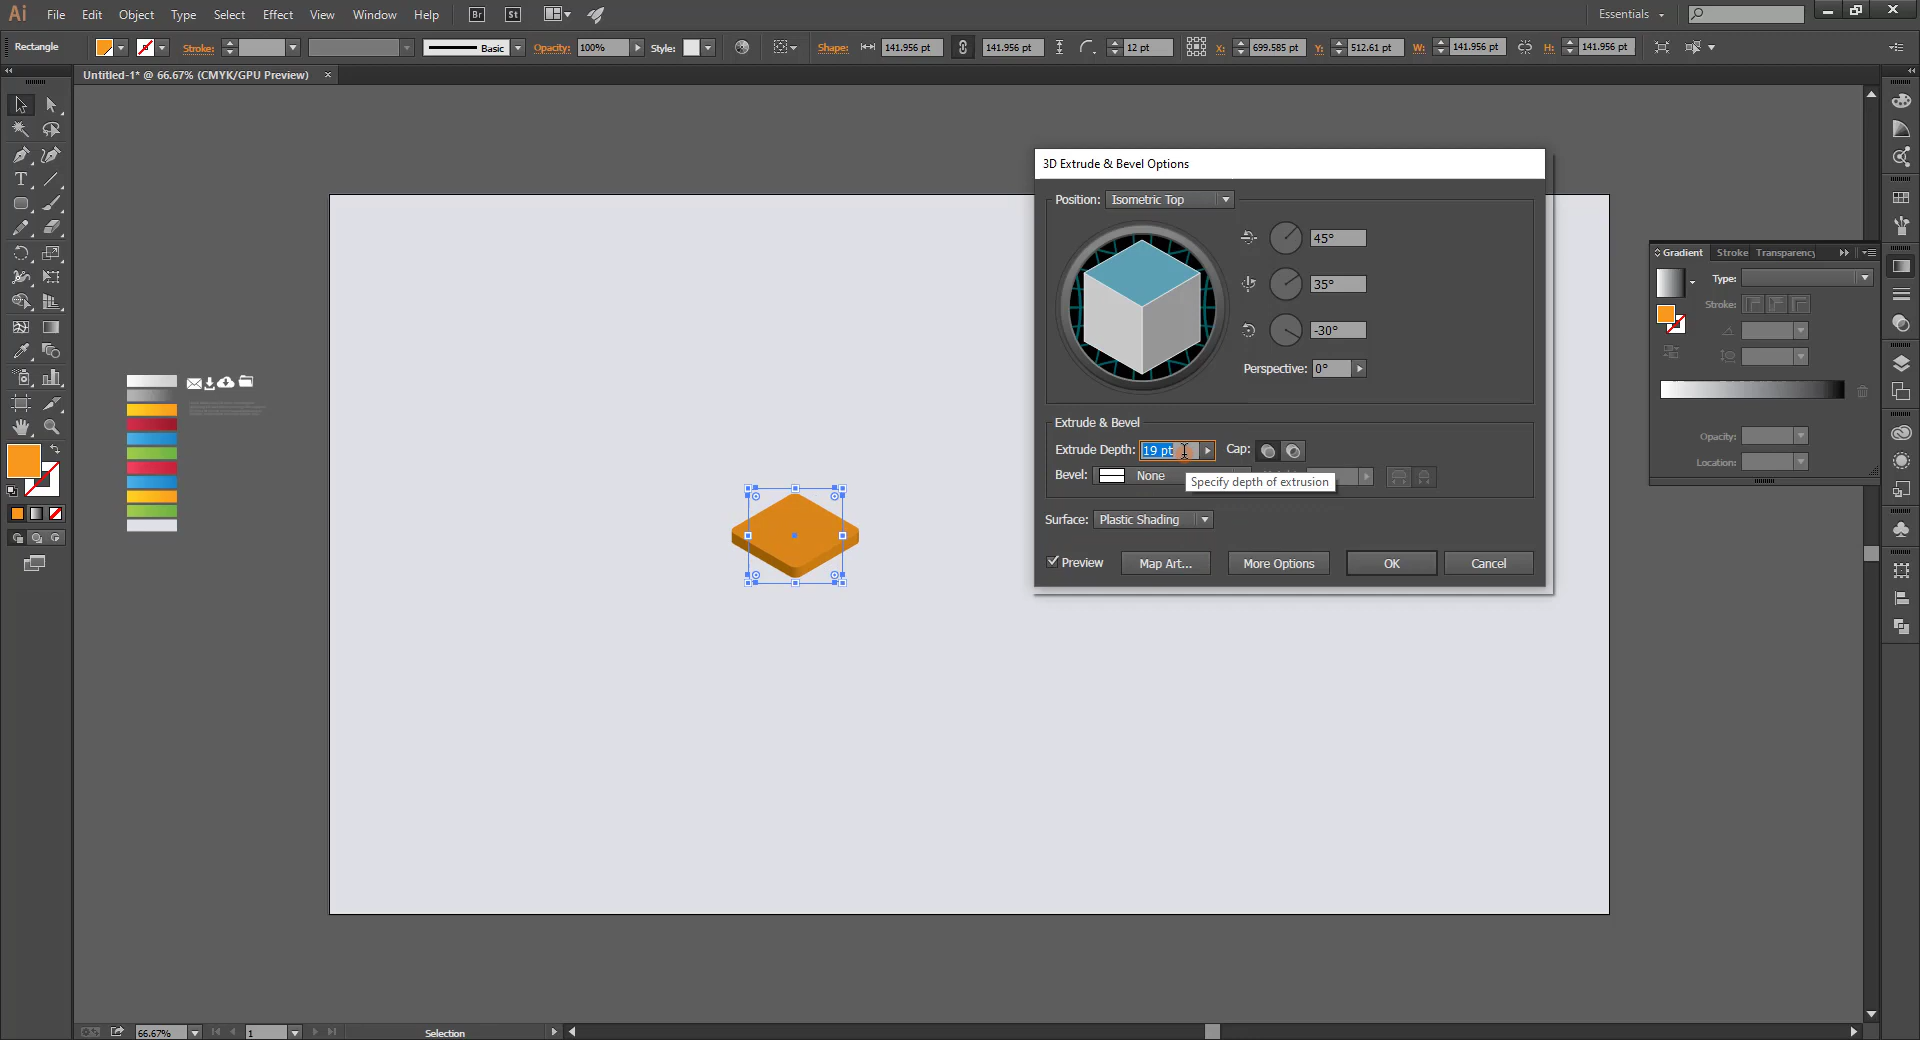 Ai File Edit Object Type Select Effect View Window Help Br St Essentials
Rectangle Stroke: Basic Opacity: 100% Style: Shape: 141.956 pt 141.956 pt 12 pt X: 699.585 pt Y: 512.61 pt W: 141.956 pt H: 141.956 pt
Untitled-1* @ 66.67% (CMYK/GPU Preview) ×
3D Extrude & Bevel Options
Position: Isometric Top
45°
35°
-30°
Perspective: 0°
Extrude & Bevel
Extrude Depth: 19 pt Cap:
Bevel: None
Specify depth of extrusion
Surface: Plastic Shading
Preview Map Art... More Options OK Cancel
Gradient Stroke Transparency
Type:
Stroke:
Opacity:
Location:
66.67% 1 Selection